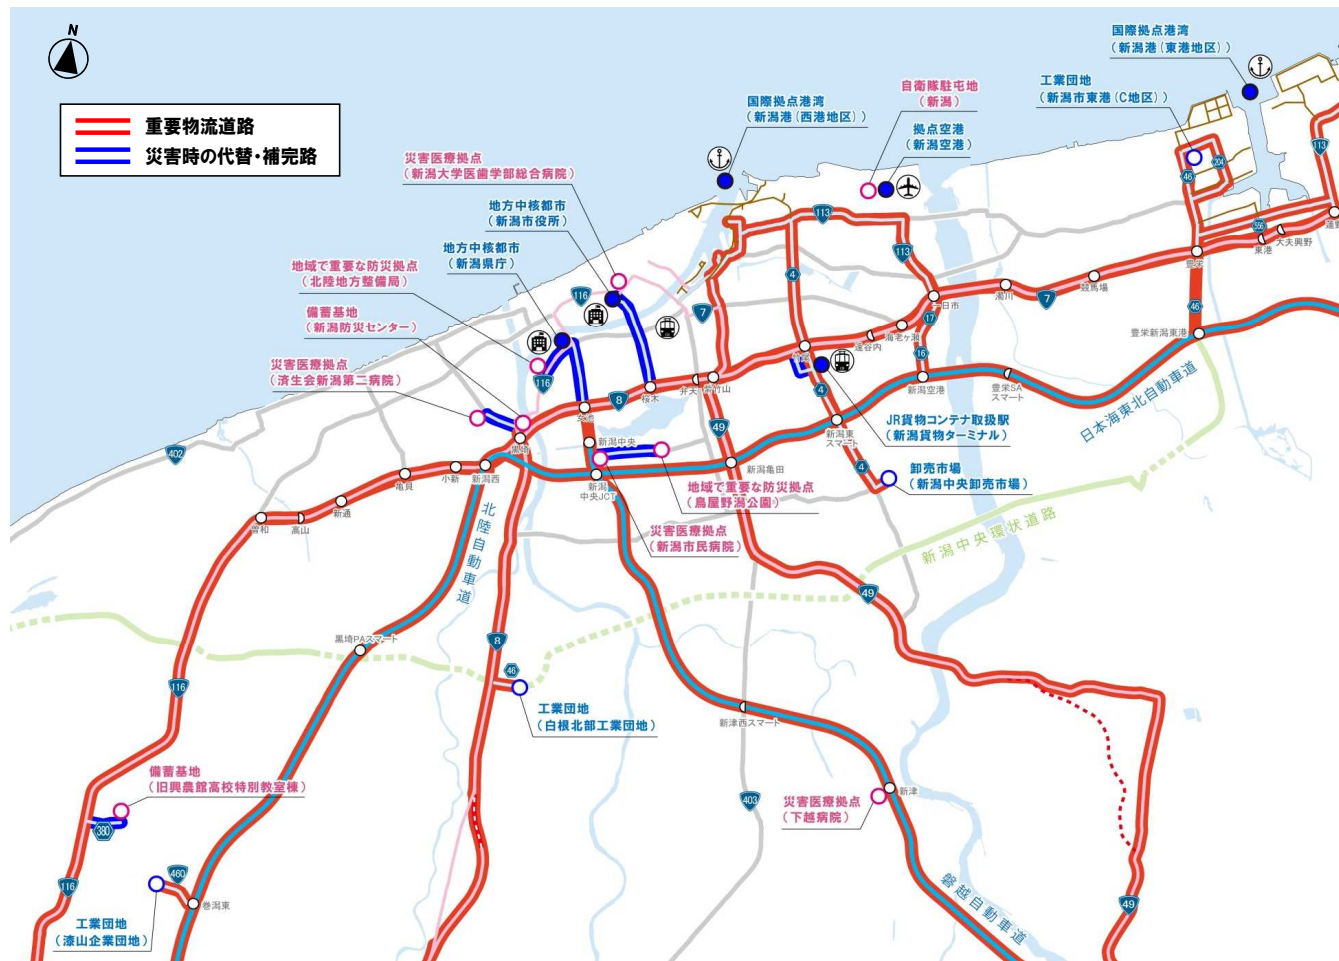 N
重要物流道路
災害時の代替・補完路
国際拠点港湾
(新潟港(東港地区))
工業団地
(新潟市東港(C地区))
自衛隊駐屯地
(新潟)
国際拠点港湾
(新潟港(西港地区))
拠点空港
(新潟空港)
災害医療拠点
(新潟大学医歯学部総合病院)
地方中核都市
(新潟市役所)
地方中核都市
(新潟県庁)
地域で重要な防災拠点
(北陸地方整備局)
備蓄基地
(新潟防災センター)
災害医療拠点
(済生会新潟第二病院)
113
204
46
113
113
256
東港
大夫興野
豊栄
4
116
7
7
競馬場
濁川
一日市
17
海老ヶ瀬
逢谷内
16
46
豊栄新潟東港
116
8
桜木
弁天
紫竹山
女池
4
新潟空港
豊栄SA
スマート
日本海東北自動車道
JR貨物コンテナ取扱駅
(新潟貨物ターミナル)
49
新潟東
スマート
402
黒埼
新潟中央
新潟亀田
4
卸売市場
(新潟中央卸売市場)
亀貝
小新
新潟西
新潟
中央JCT
地域で重要な防災拠点
(鳥屋野潟公園)
新通
曽和
高山
北陸自動車道
災害医療拠点
(新潟市民病院)
新潟中央環状道路
49
黒埼PAスマート
8
46
116
工業団地
(白根北部工業団地)
新津西スマート
備蓄基地
(旧興農館高校特別教室棟)
380
403
災害医療拠点
(下越病院)
新津
460
116
巻潟東
工業団地
(漆山企業団地)
磐越自動車道
49